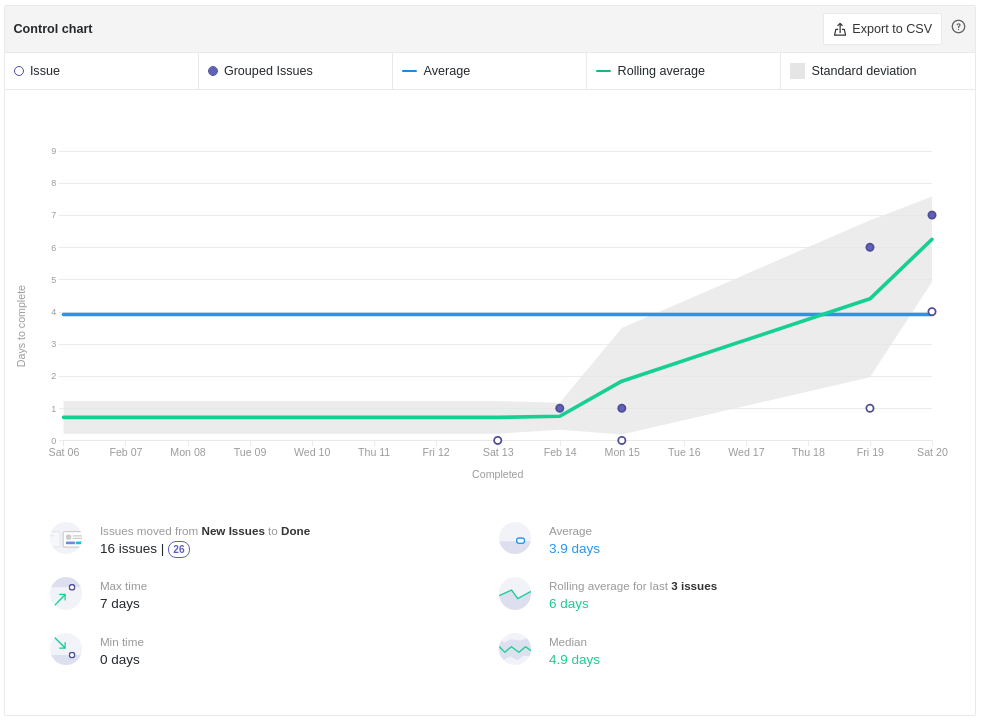 Control chart
Export to CSV
Issue
Grouped Issues
Average
Rolling average
Standard deviation
9
8
7
6
5
4
3
2
1
0
Days to complete
Sat 06 Feb 07 Mon 08 Tue 09 Wed 10 Thu 11 Fri 12 Sat 13 Feb 14 Mon 15 Tue 16 Wed 17 Thu 18 Fri 19 Sat 20
Completed
Issues moved from New Issues to Done
16 issues | 26
Average
3.9 days
Max time
7 days
Rolling average for last 3 issues
6 days
Min time
0 days
Median
4.9 days